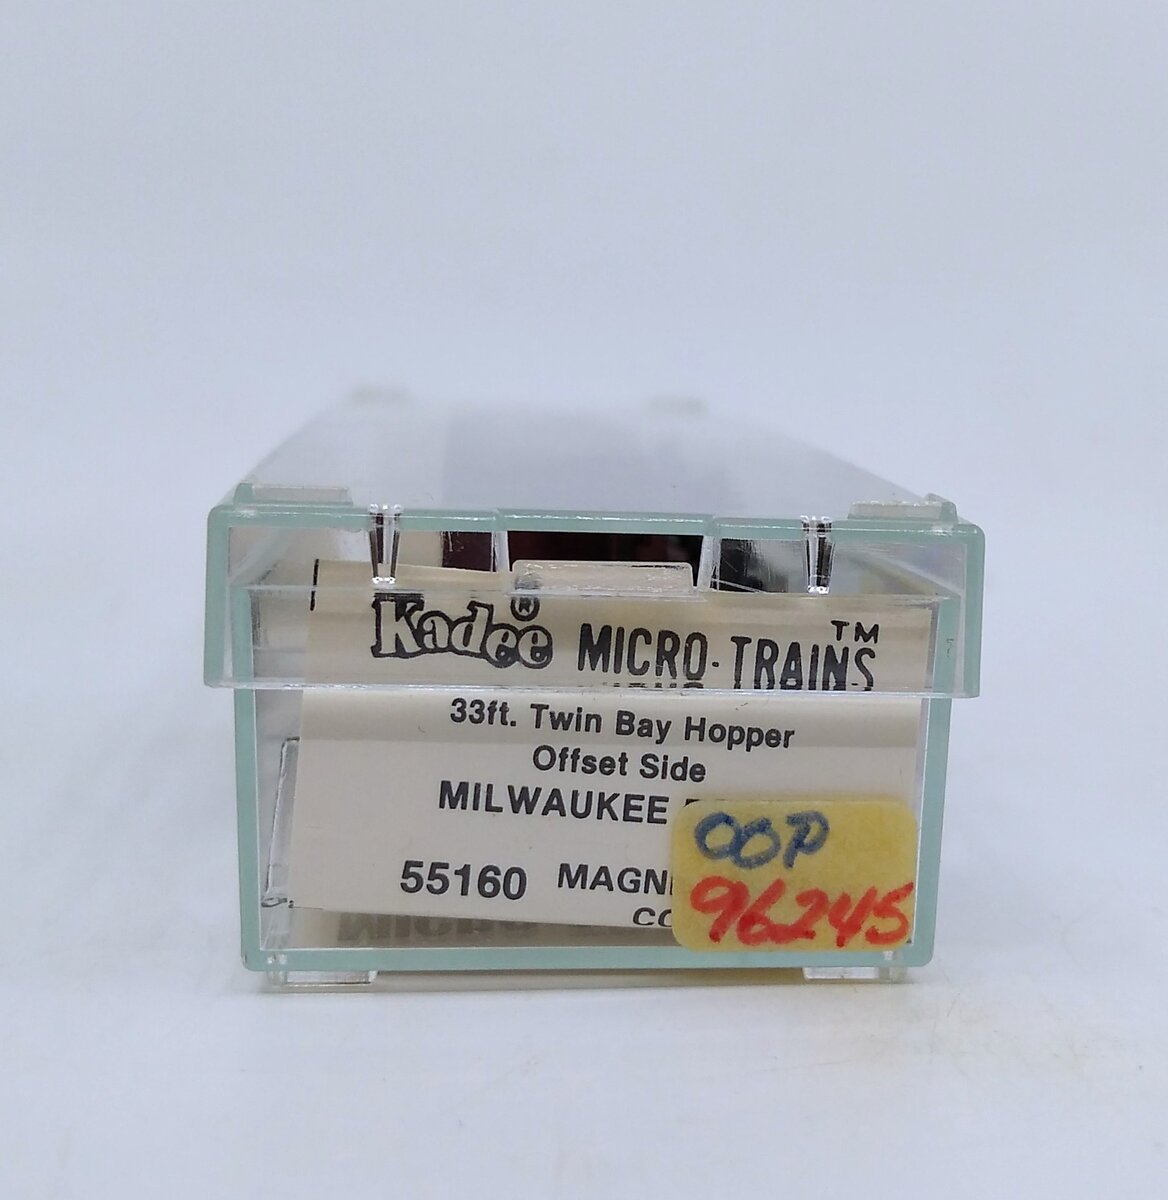 Kadee® MICRO-TRAINS™
33ft. Twin Bay Hopper
Offset Side
MILWAUKEE
55160 MAGN
CO
OOP
96245